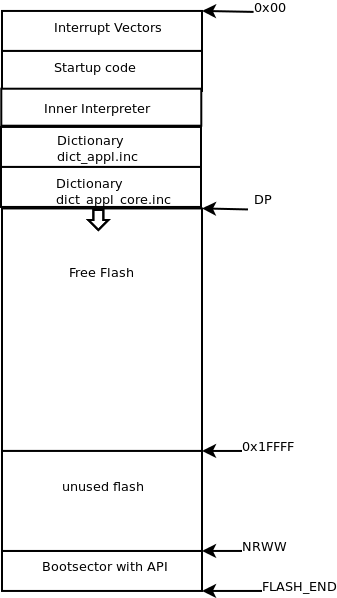 0x00
Interrupt Vectors
Startup code
Inner Interpreter
Dictionary
dict_appl.inc
Dictionary
dict_appl_core.inc
DP
Free Flash
0x1FFFF
unused flash
NRWW
Bootsector with API
FLASH_END